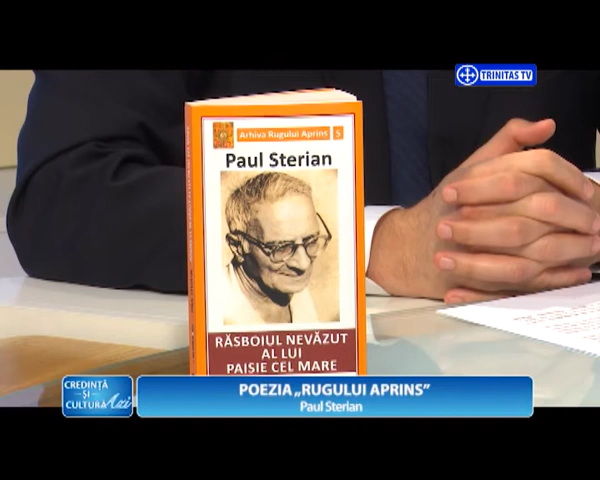 TRINITAS TV
Arhiva Rugului Aprins 5
Paul Sterian
RĂSBOIUL NEVĂZUT
AL LUI
PAISIE CEL MARE
CREDINȚĂ
ȘI
CULTURĂ Azi
POEZIA „RUGULUI APRINS”
Paul Sterian